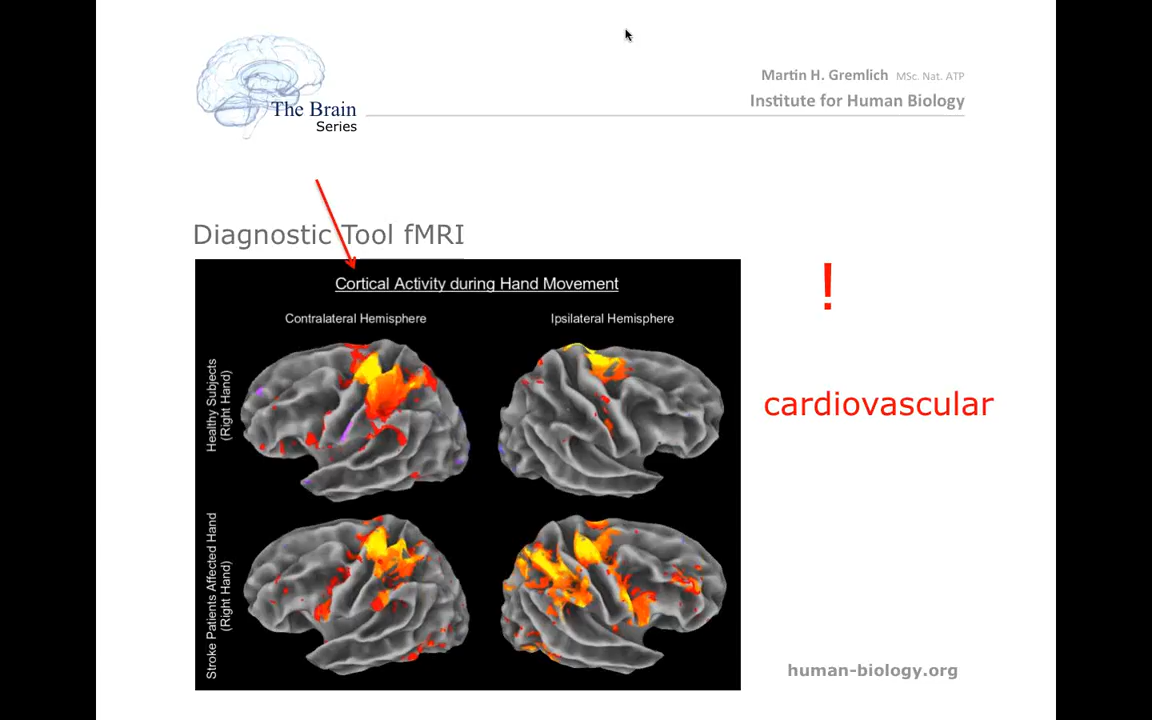 Martin H. Gremlich MSc. Nat. ATP
Institute for Human Biology
The Brain
Series
Diagnostic Tool fMRI
Cortical Activity during Hand Movement
Contralateral Hemisphere
Ipsilateral Hemisphere
Healthy Subjects
(Right Hand)
Stroke Patients Affected Hand
(Right Hand)
!
cardiovascular
human-biology.org